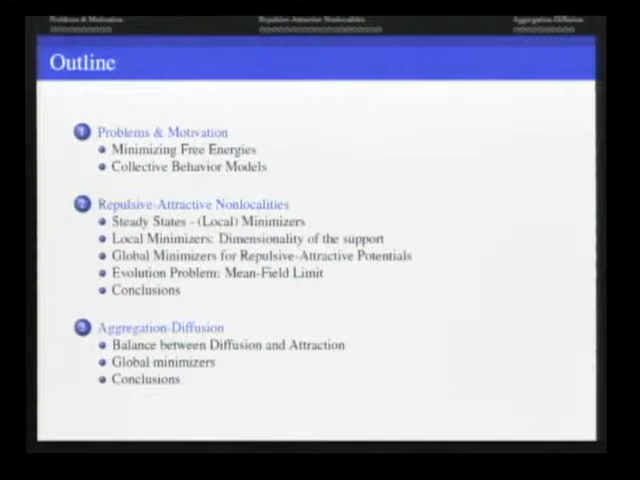 Problems & Motivation
Repulsive-Attractive Nonlocalities
Aggregation-Diffusion
Outline
1 Problems & Motivation
Minimizing Free Energies
Collective Behavior Models
2 Repulsive-Attractive Nonlocalities
Steady States - (Local) Minimizers
Local Minimizers: Dimensionality of the support
Global Minimizers for Repulsive-Attractive Potentials
Evolution Problem: Mean-Field Limit
Conclusions
3 Aggregation-Diffusion
Balance between Diffusion and Attraction
Global minimizers
Conclusions